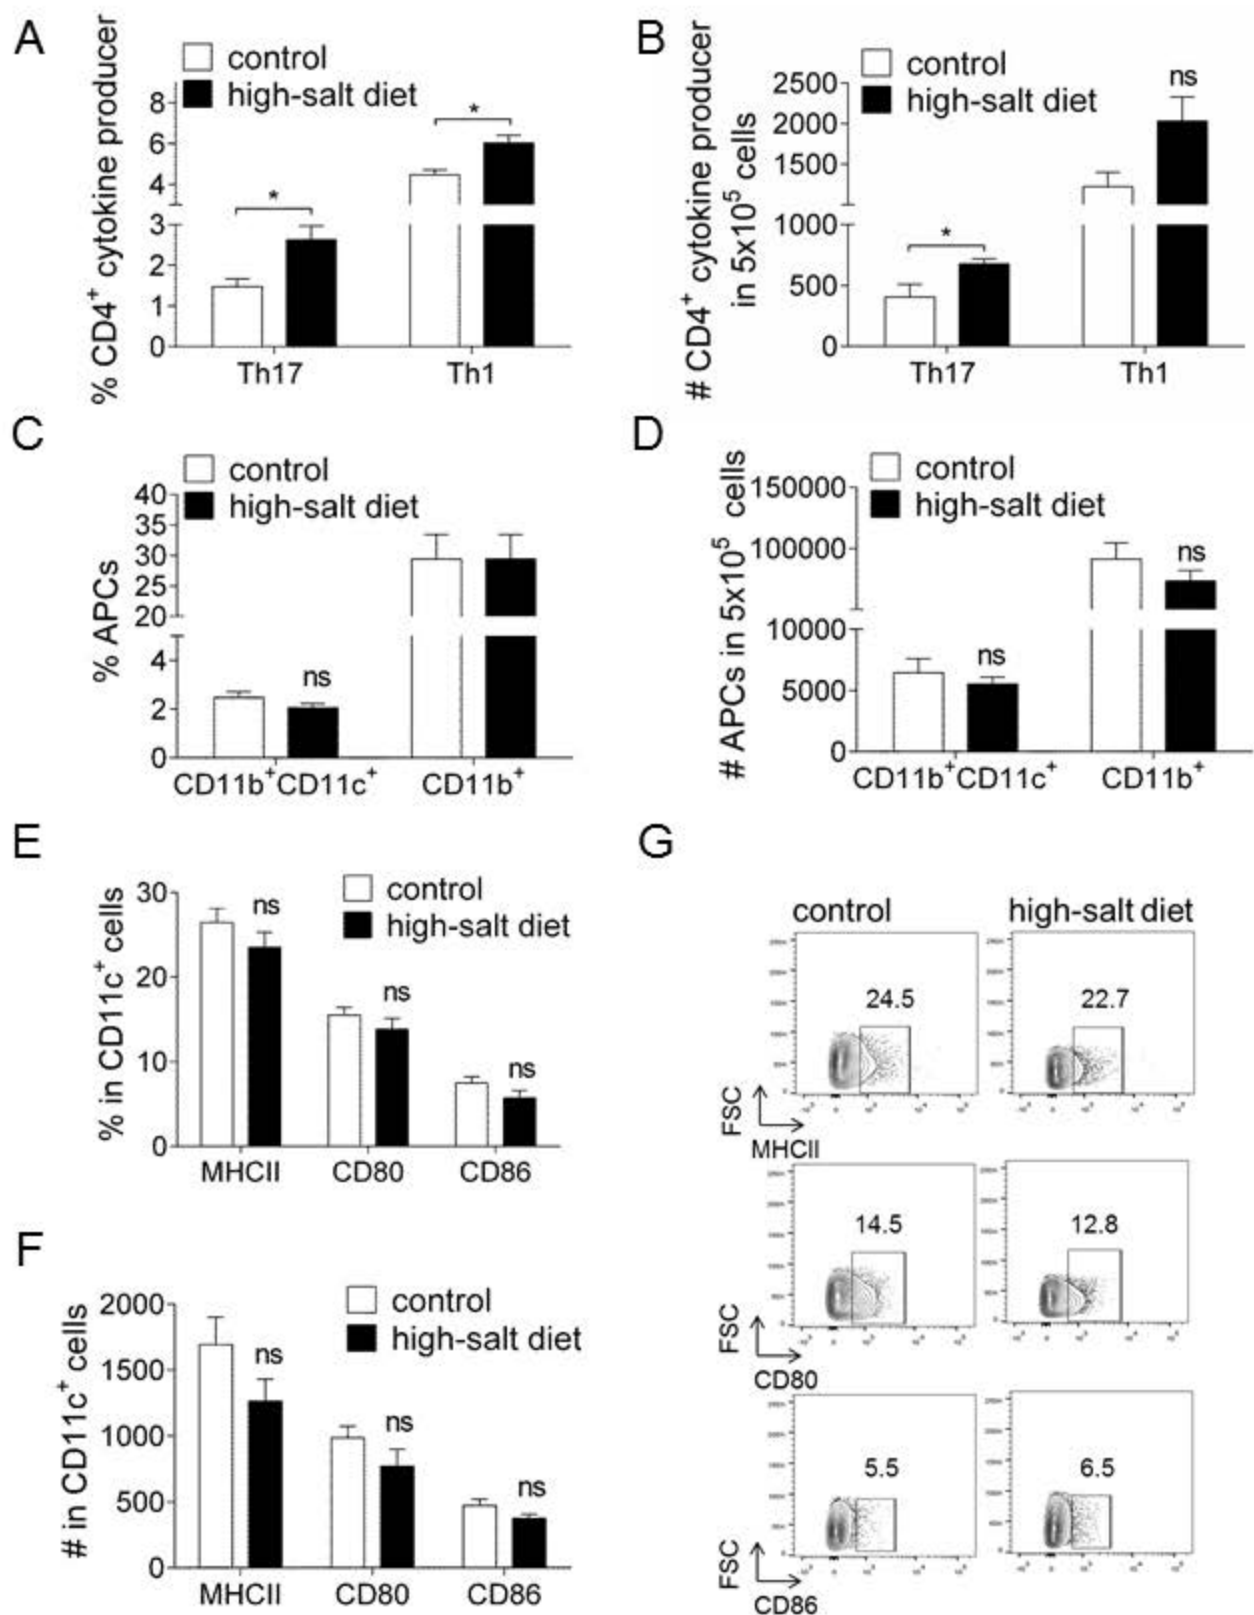 A
control
high-salt diet
% CD4+ cytokine producer
8
6
4
3
2
1
0
*
*
Th17
Th1
B
control
high-salt diet
# CD4+ cytokine producer
in 5x10⁵ cells
2500
2000
1500
1000
500
0
*
ns
Th17
Th1
C
control
high-salt diet
% APCs
40
35
30
25
20
4
2
0
ns
CD11b+CD11c+
CD11b+
D
control
high-salt diet
# APCs in 5x10⁵ cells
150000
100000
10000
5000
0
ns
ns
CD11b+CD11c+
CD11b+
E
control
high-salt diet
% in CD11c+ cells
30
20
10
0
ns
ns
ns
MHCII
CD80
CD86
F
control
high-salt diet
# in CD11c+ cells
2000
1500
1000
500
0
ns
ns
ns
MHCII
CD80
CD86
G
control
high-salt diet
24.5
22.7
FSC
MHCII
14.5
12.8
FSC
CD80
5.5
6.5
FSC
CD86